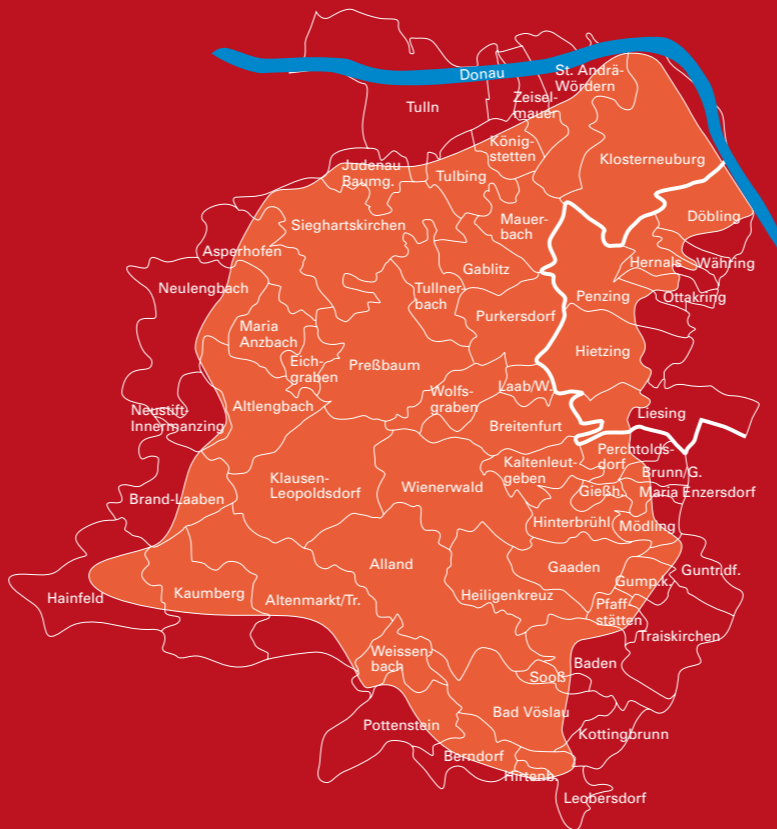 Donau
St. Andrä-
Wördern
Tulln
Zeisel-
mauer
König-
stetten
Klosterneuburg
Judenau
Baumg.
Tulbing
Döbling
Sieghartskirchen
Mauer-
bach
Asperhofen
Gablitz
Hernals
Währing
Neulengbach
Tullner-
bach
Penzing
Ottakring
Purkersdorf
Maria
Anzbach
Hietzing
Eich-
graben
Preßbaum
Wolfs-
graben
Laab/W.
Neustift-
Innermanzing
Altlengbach
Liesing
Breitenfurt
Perchtolds-
dorf
Kaltenleut-
geben
Brunn/G.
Klausen-
Leopoldsdorf
Wienerwald
Gießh.
Maria Enzersdorf
Brand-Laaben
Hinterbrühl
Mödling
Alland
Gaaden
Guntr.df.
Gump.k.
Hainfeld
Kaumberg
Altenmarkt/Tr.
Heiligenkreuz
Pfaff-
stätten
Traiskirchen
Weissen-
bach
Baden
Sooß
Bad Vöslau
Pottenstein
Kottingbrunn
Berndorf
Hirtenb.
Leobersdorf